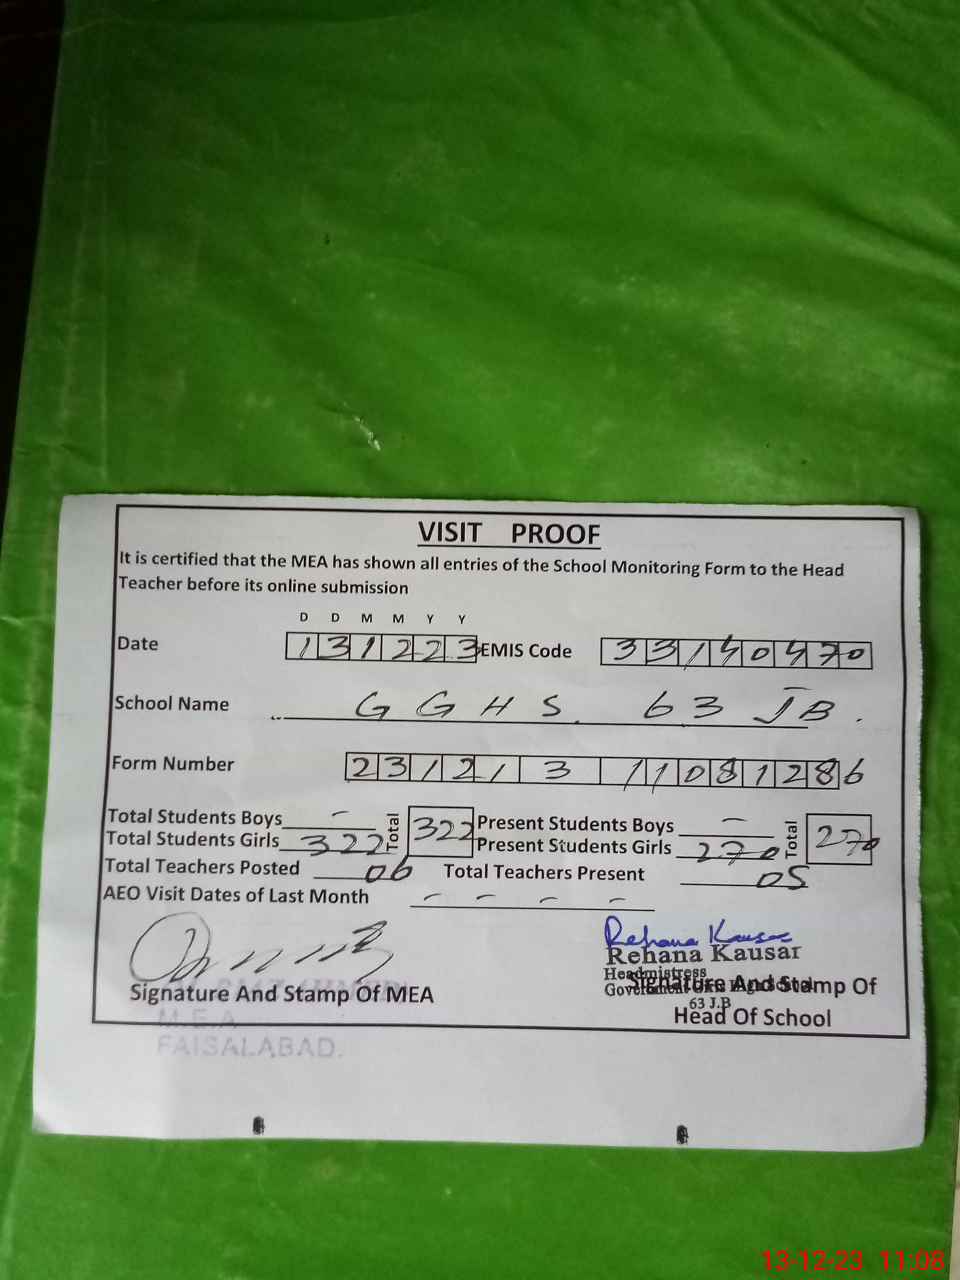 VISIT PROOF
It is certified that the MEA has shown all entries of the School Monitoring Form to the Head
Teacher before its online submission
D D M M Y Y
Date 131223 EMIS Code 33140470
School Name G G H S. 63 JB.
Form Number 2312131108128 6
Total Students Boys - Total 322 Present Students Boys - Total 270
Total Students Girls 322 Present Students Girls 270
Total Teachers Posted 06 Total Teachers Present 05
AEO Visit Dates of Last Month - - - -
Rehana Kausar
Rehana Kausar
Headmistress
63 J.B
Signature And Stamp Of MEA Signature And Stamp Of
Head Of School
M.E.A
FAISALABAD.
13-12-23 11:08